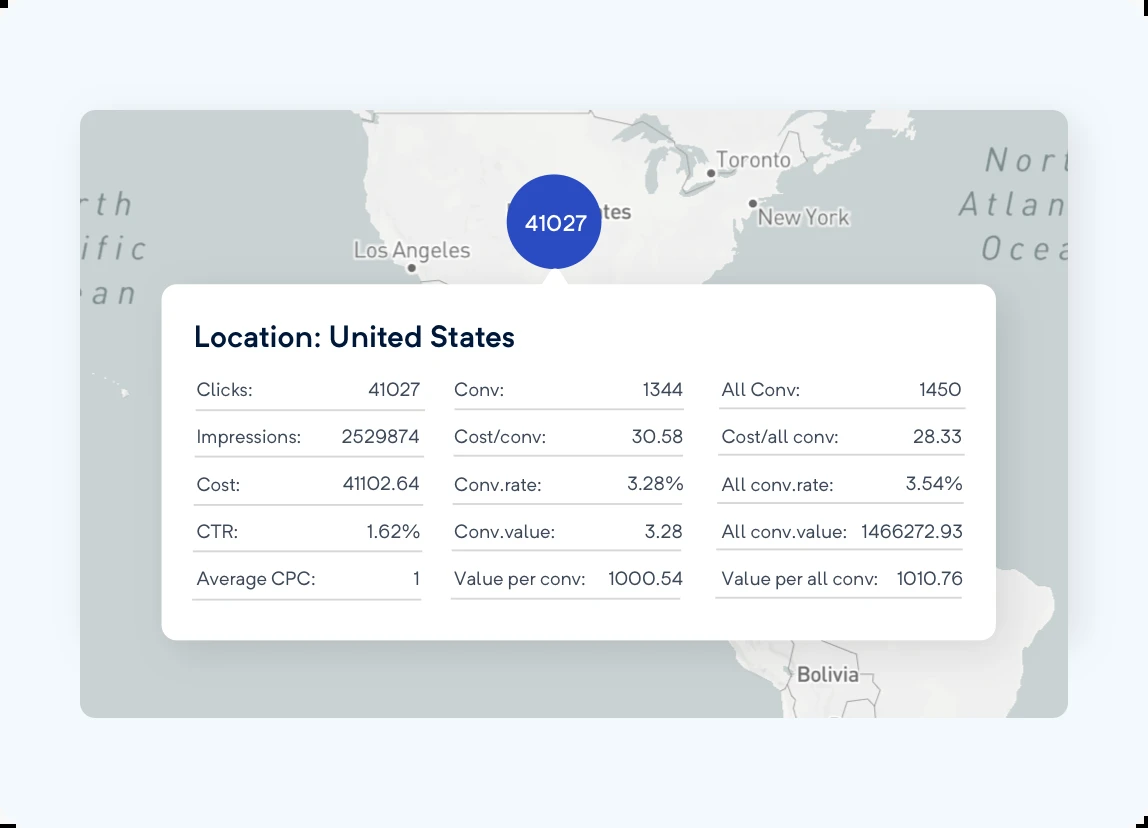 Toronto
Nort
rth
Atlan
41027
tes
New York
ific
Los Angeles
Ocea
ean
Location: United States
Clicks: 41027 Conv: 1344 All Conv: 1450
Impressions: 2529874 Cost/conv: 30.58 Cost/all conv: 28.33
Cost: 41102.64 Conv.rate: 3.28% All conv.rate: 3.54%
CTR: 1.62% Conv.value: 3.28 All conv.value: 1466272.93
Average CPC: 1 Value per conv: 1000.54 Value per all conv: 1010.76
Bolivia